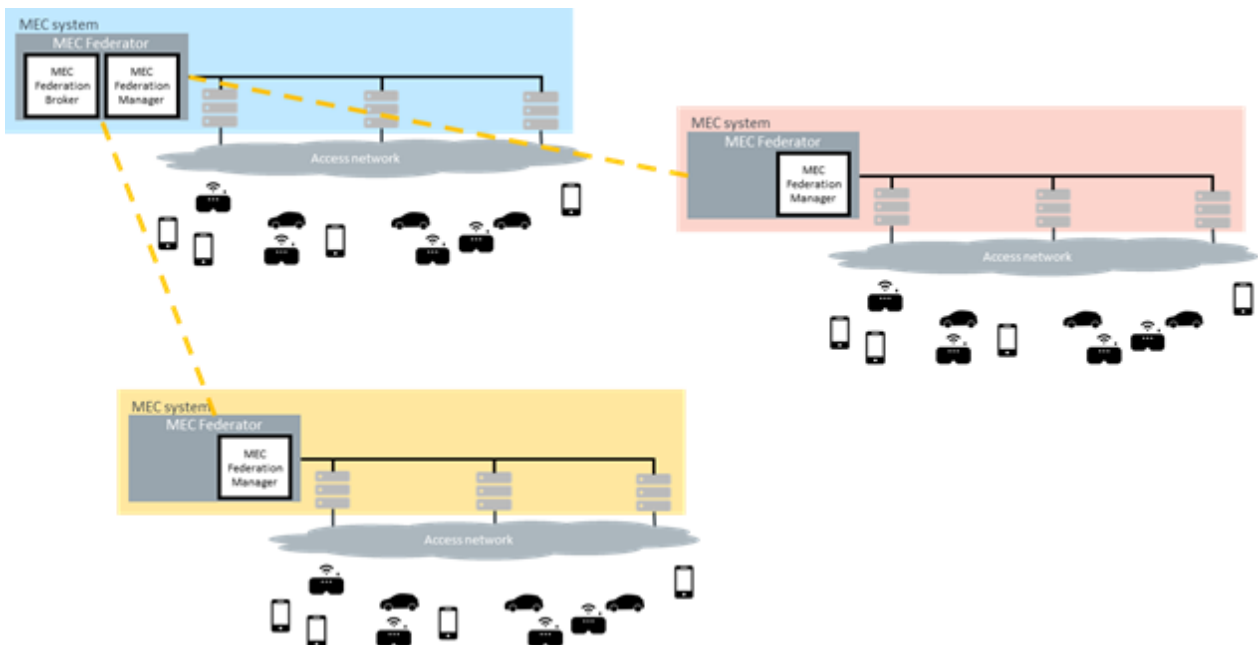 MEC system
MEC Federator
MEC
Federation
Broker
MEC
Federation
Manager
Access network
MEC system
MEC Federator
MEC
Federation
Manager
Access network
MEC system
MEC Federator
MEC
Federation
Manager
Access network